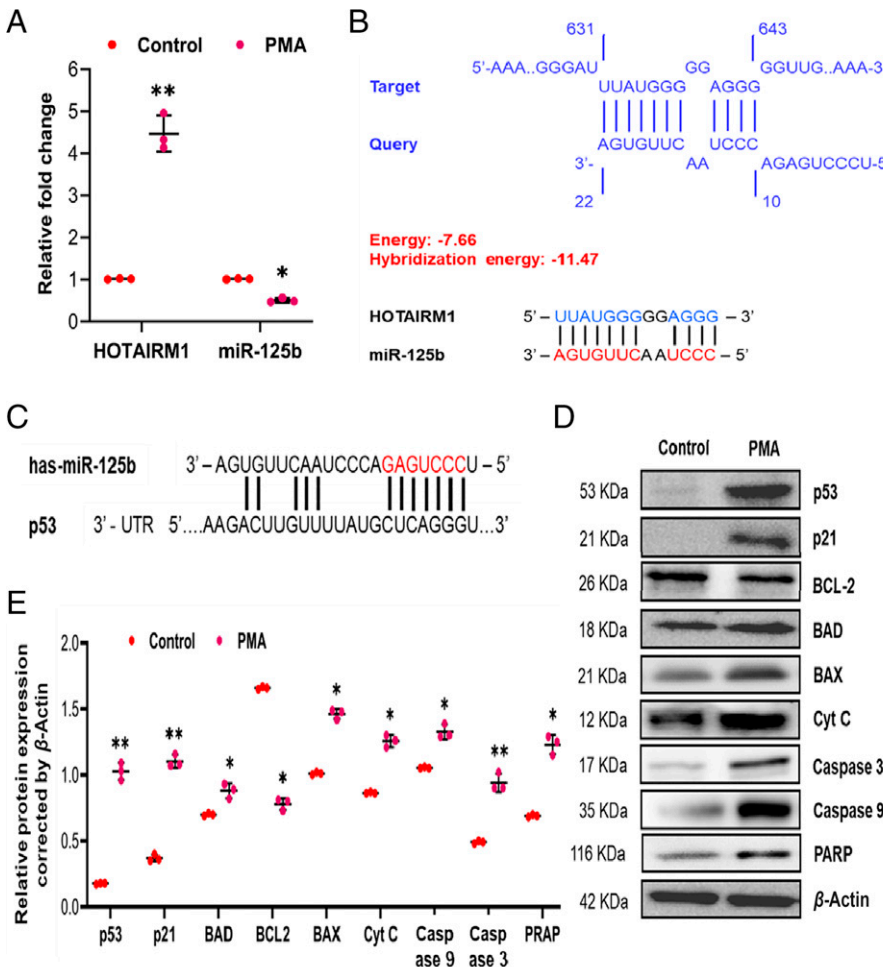 A
Control
PMA
Relative fold change
6
5
4
3
2
1
0
**
*
HOTAIRM1
miR-125b
B
631
643
5'-AAA..GGGAU
GG
GGUUG..AAA-3
Target
UUAUGGG
AGGG
Query
AGUGUUC
UCCC
3'-
AA
AGAGUCCCU-5
22
10
Energy: -7.66
Hybridization energy: -11.47
HOTAIRM1 5' – UUAUGGGGGAGGG – 3'
miR-125b 3' – AGUGUUCAAUCCC – 5'
C
has-miR-125b 3' – AGUGUUCAAUCCCAGAGUCCCU – 5'
p53 3' - UTR 5'....AAGACUUGUUUUAUGCUCAGGGU...3'
D
Control PMA
53 KDa p53
21 KDa p21
26 KDa BCL-2
18 KDa BAD
21 KDa BAX
12 KDa Cyt C
17 KDa Caspase 3
35 KDa Caspase 9
116 KDa PARP
42 KDa β-Actin
E
Control
PMA
Relative protein expression
corrected by β-Actin
2.0
1.5
1.0
0.5
0.0
**
**
*
*
*
*
*
**
*
p53
p21
BAD
BCL2
BAX
Cyt C
Casp
ase 9
Casp
ase 3
PRAP